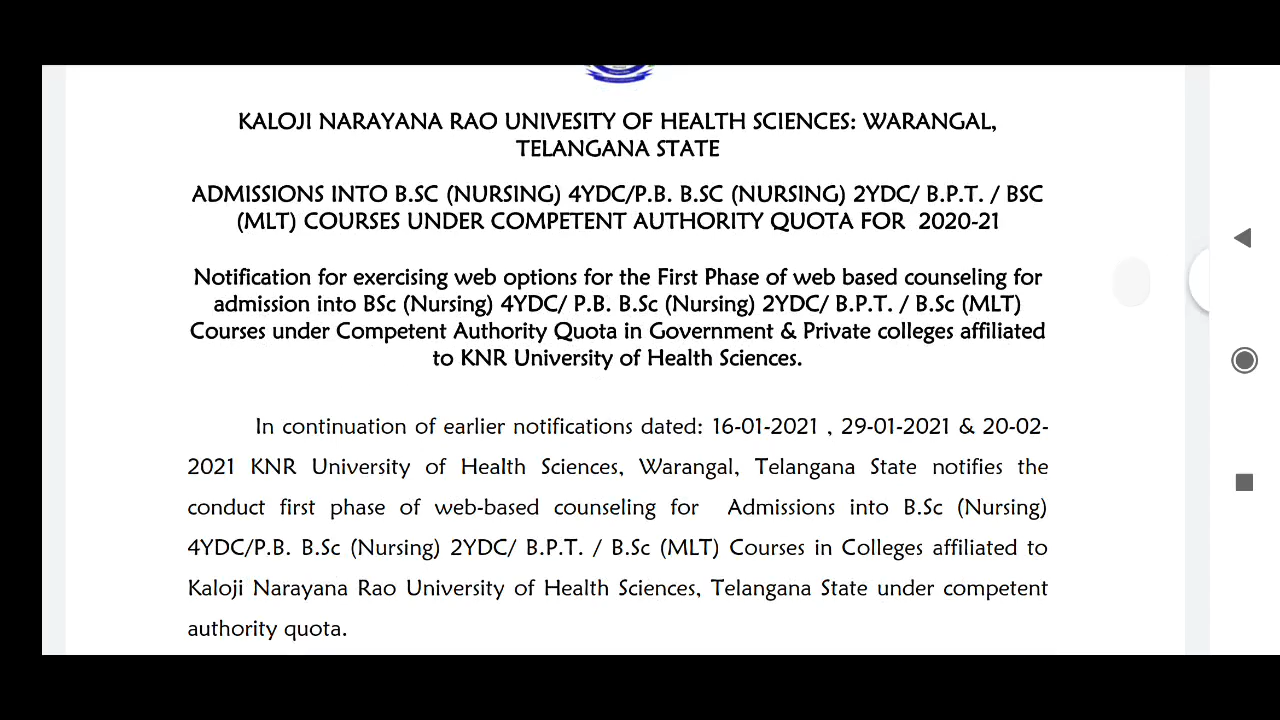 KALOJI NARAYANA RAO UNIVESITY OF HEALTH SCIENCES: WARANGAL,
TELANGANA STATE
ADMISSIONS INTO B.SC (NURSING) 4YDC/P.B. B.SC (NURSING) 2YDC/ B.P.T. / BSC
(MLT) COURSES UNDER COMPETENT AUTHORITY QUOTA FOR 2020-21
Notification for exercising web options for the First Phase of web based counseling for
admission into BSc (Nursing) 4YDC/ P.B. B.Sc (Nursing) 2YDC/ B.P.T. / B.Sc (MLT)
Courses under Competent Authority Quota in Government & Private colleges affiliated
to KNR University of Health Sciences.
In continuation of earlier notifications dated: 16-01-2021 , 29-01-2021 & 20-02-
2021 KNR University of Health Sciences, Warangal, Telangana State notifies the
conduct first phase of web-based counseling for Admissions into B.Sc (Nursing)
4YDC/P.B. B.Sc (Nursing) 2YDC/ B.P.T. / B.Sc (MLT) Courses in Colleges affiliated to
Kaloji Narayana Rao University of Health Sciences, Telangana State under competent
authority quota.